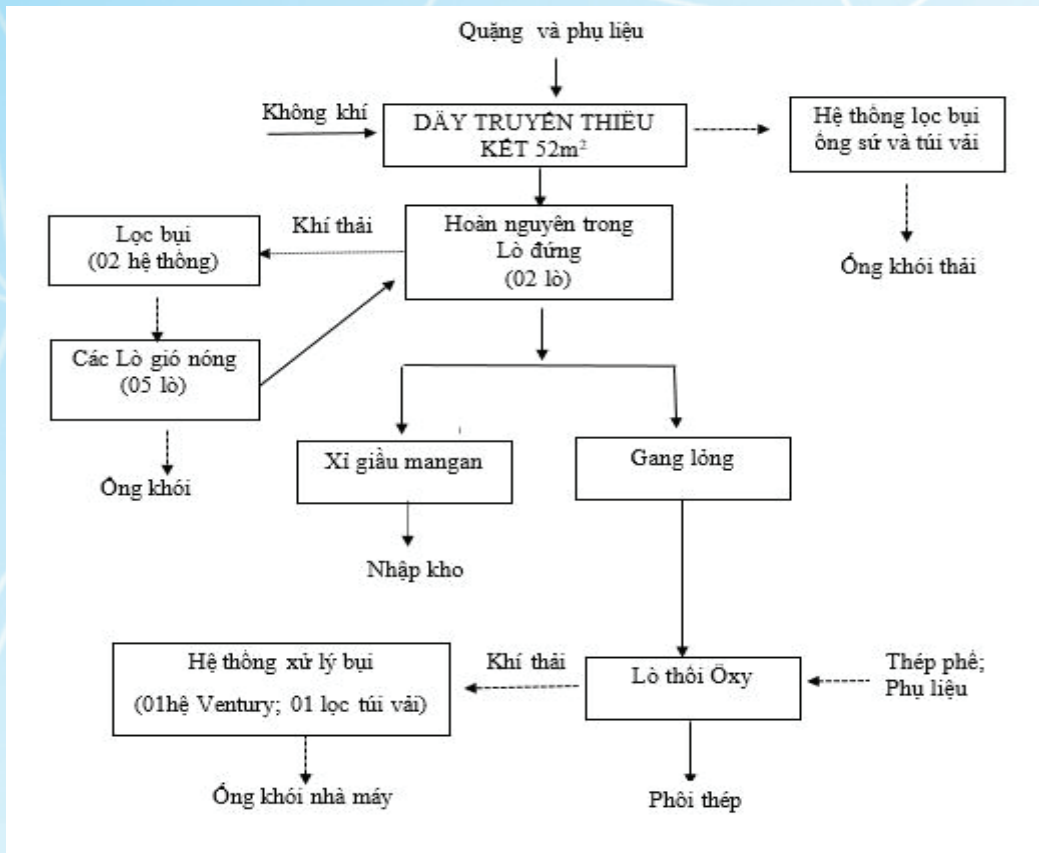 Quặng và phụ liệu
Không khí
DÂY TRUYỀN THIÊU
KẾT 52m²
Hệ thống lọc bụi
ống sứ và túi vải
Ống khói thải
Khí thải
Lọc bụi
(02 hệ thống)
Hoàn nguyên trong
Lò đứng
(02 lò)
Các Lò gió nóng
(05 lò)
Ống khói
Xỉ giầu mangan
Gang lỏng
Nhập kho
Hệ thống xử lý bụi
(01hệ Ventury; 01 lọc túi vải)
Khí thải
Lò thổi Ôxy
Thép phế;
Phụ liệu
Ống khói nhà máy
Phôi thép